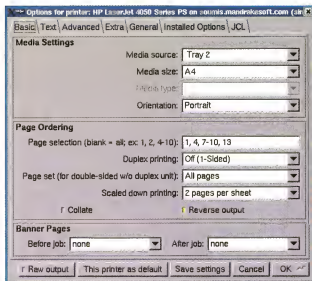 Options for printer: HP LaserJet 4050 Series PS on
Basic Text Advanced Extra General Installed Options JCL
Media Settings
Media source: Tray 2
Media size: A4
Media type:
Orientation: Portrait
Page Ordering
Page selection (blank = all; ex: 1, 2, 4-10): 1, 4, 7-10, 13
Duplex printing: Off (1-Sided)
Page set (for double-sided w/o duplex unit): All pages
Scaled down printing: 2 pages per sheet
Collate Reverse output
Banner Pages
Before job: none After job: none
Raw output This printer as default Save settings Cancel OK